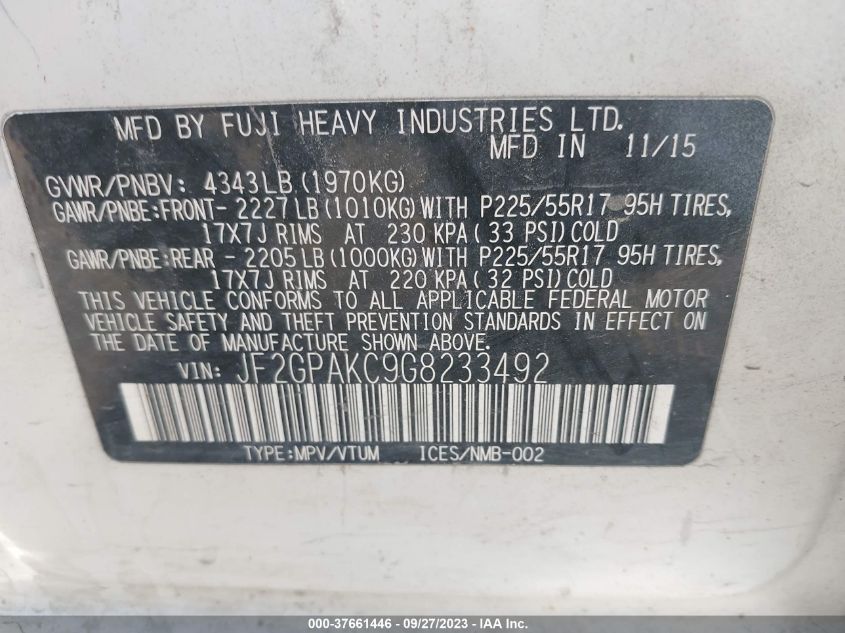 MFD BY FUJI HEAVY INDUSTRIES LTD.
MFD IN 11/15
GVWR/PNBV: 4343LB (1970KG)
GAWR/PNBE:FRONT- 2227LB (1010KG) WITH P225/55R17 95H TIRES,
17X7J RIMS AT 230 KPA ( 33 PSI) COLD
GAWR/PNBE:REAR - 2205LB (1000KG) WITH P225/55R17 95H TIRES,
17X7J RIMS AT 220 KPA ( 32 PSI) COLD
THIS VEHICLE CONFORMS TO ALL APPLICABLE FEDERAL MOTOR
VEHICLE SAFETY AND THEFT PREVENTION STANDARDS IN EFFECT ON
THE DATE OF MANUFACTURE SHOWN ABOVE.
VIN: JF2GPAKC9G8233492
TYPE:MPV/VTUM ICES/NMB-002
000-37661446 - 09/27/2023 - IAA Inc.